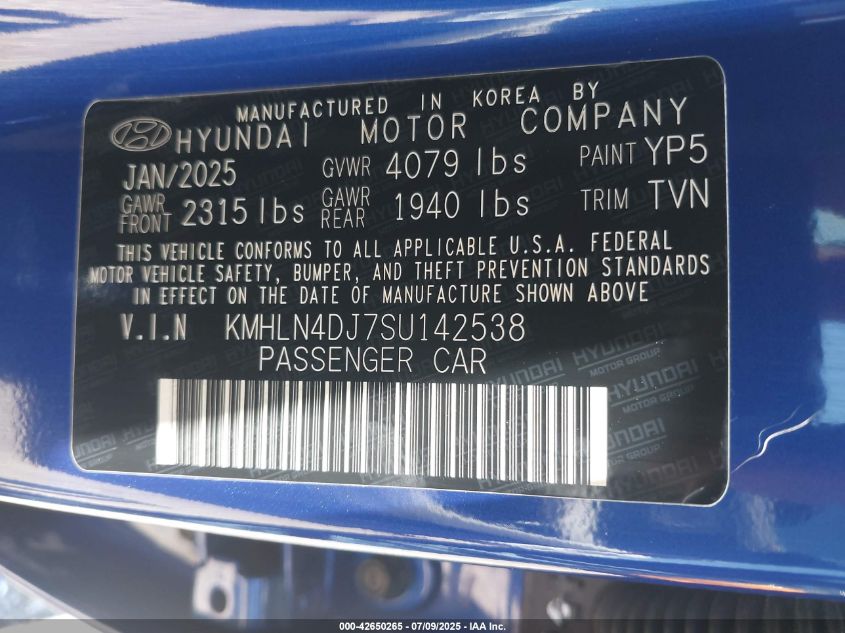 MANUFACTURED IN KOREA BY
HYUNDAI MOTOR COMPANY
JAN/2025 GVWR 4079 lbs PAINT YP5
GAWR FRONT 2315 lbs GAWR REAR 1940 lbs TRIM TVN
THIS VEHICLE CONFORMS TO ALL APPLICABLE U.S.A. FEDERAL
MOTOR VEHICLE SAFETY, BUMPER, AND THEFT PREVENTION STANDARDS
IN EFFECT ON THE DATE OF MANUFACTURE SHOWN ABOVE
V.I.N KMHLN4DJ7SU142538
PASSENGER CAR
HYUNDAI
MOTOR GROUP
000-42650265 - 07/09/2025 - IAA Inc.